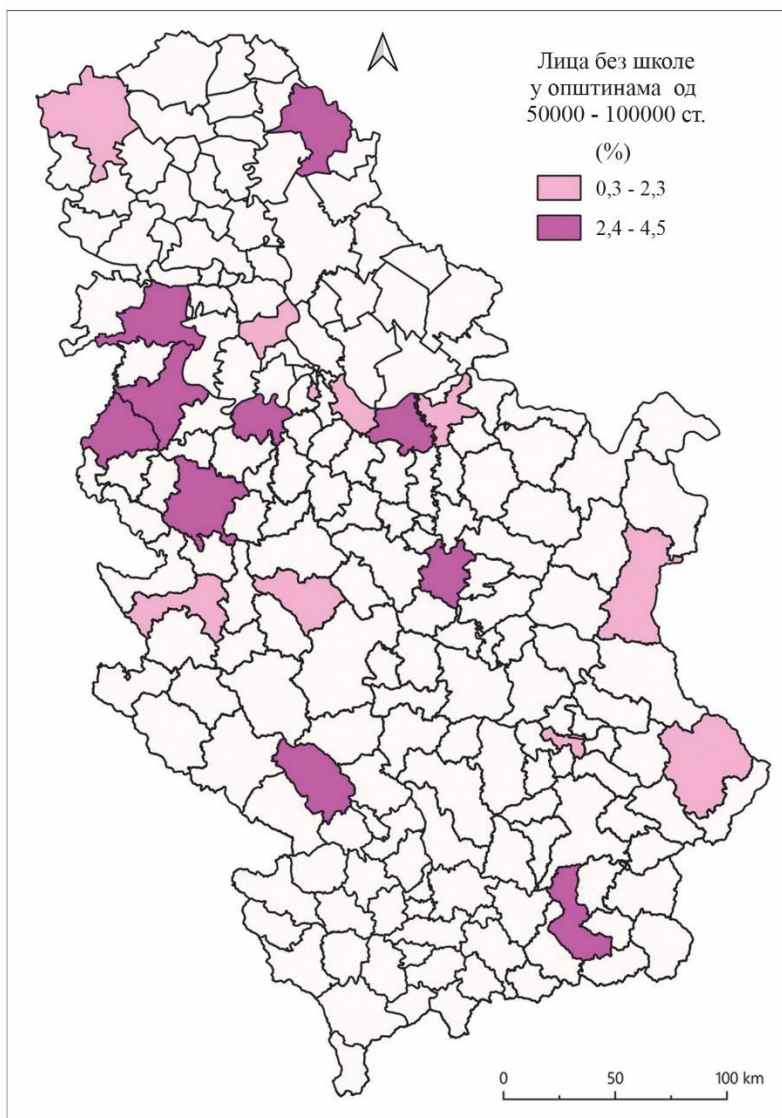 Лица без школе
у општинама од
50000 - 100000 ст.
(%)
0,3 - 2,3
2,4 - 4,5
0 50 100 km